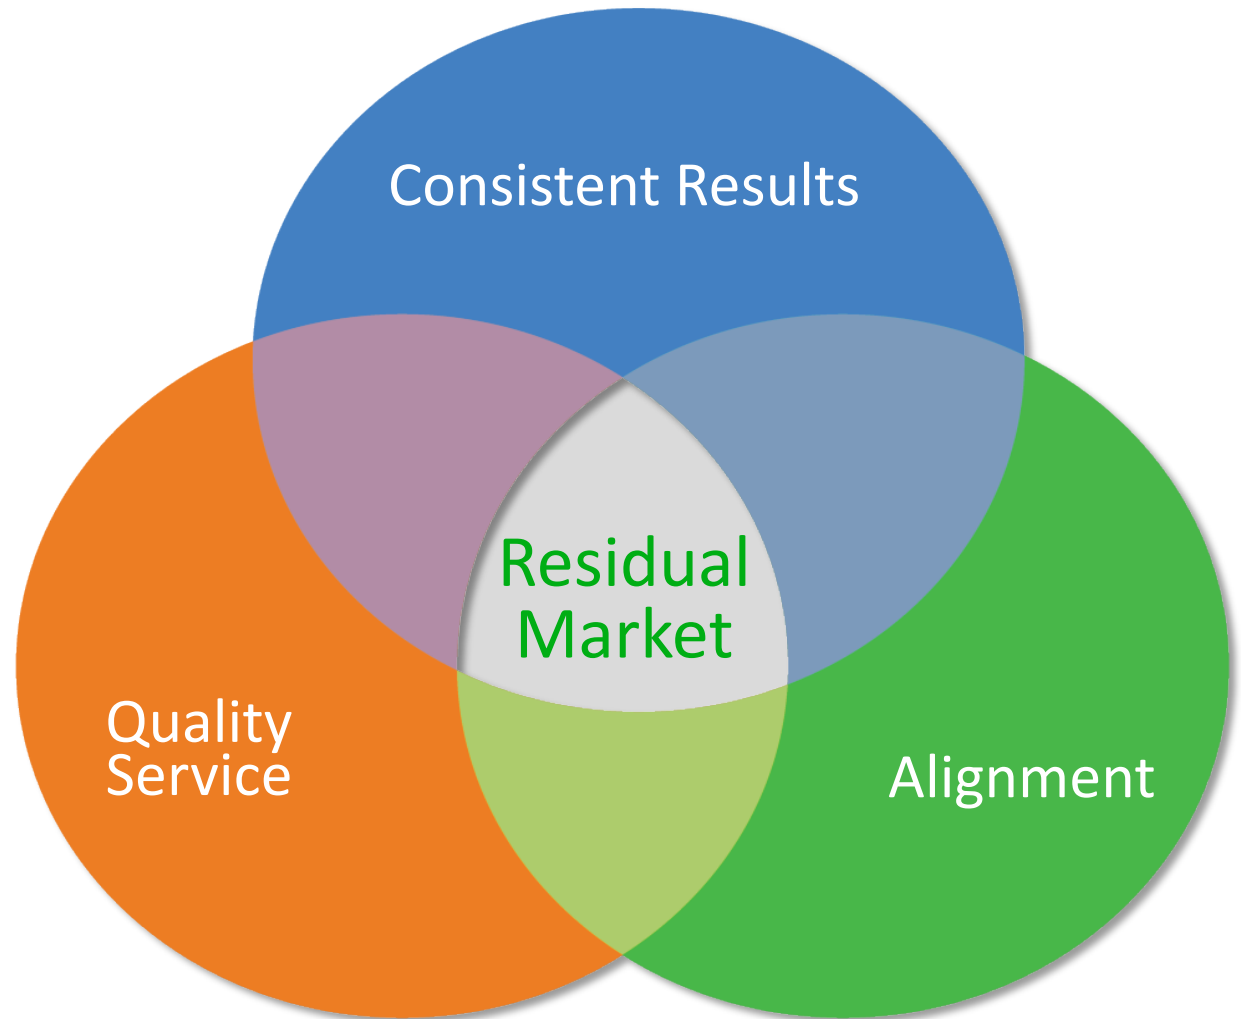 Consistent Results
Residual
Market
Quality
Service
Alignment